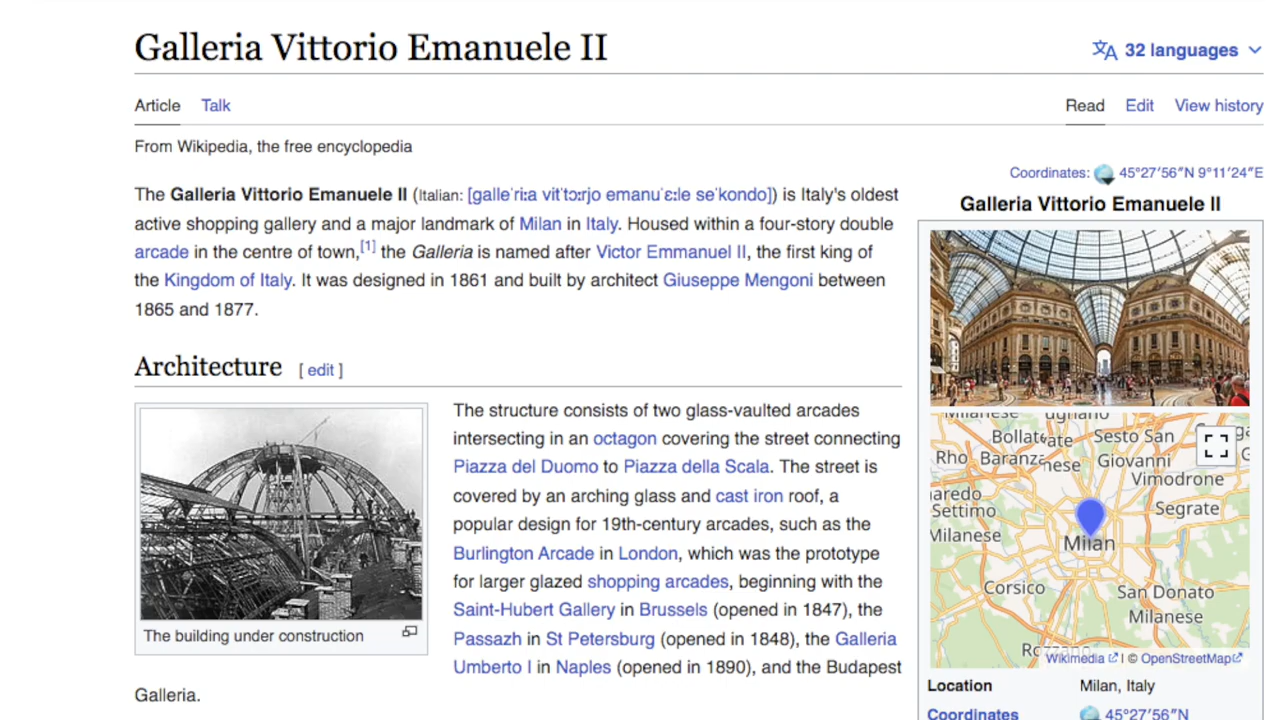 Galleria Vittorio Emanuele II
32 languages
Article Talk
Read Edit View history
From Wikipedia, the free encyclopedia
Coordinates: 45°27′56″N 9°11′24″E
The Galleria Vittorio Emanuele II (Italian: [galleˈriːa vitˈtɔːrjo emanuˈɛːle seˈkondo]) is Italy's oldest
active shopping gallery and a major landmark of Milan in Italy. Housed within a four-story double
arcade in the centre of town,[1] the Galleria is named after Victor Emmanuel II, the first king of
the Kingdom of Italy. It was designed in 1861 and built by architect Giuseppe Mengoni between
1865 and 1877.
Architecture [ edit ]
The building under construction
The structure consists of two glass-vaulted arcades
intersecting in an octagon covering the street connecting
Piazza del Duomo to Piazza della Scala. The street is
covered by an arching glass and cast iron roof, a
popular design for 19th-century arcades, such as the
Burlington Arcade in London, which was the prototype
for larger glazed shopping arcades, beginning with the
Saint-Hubert Gallery in Brussels (opened in 1847), the
Passazh in St Petersburg (opened in 1848), the Galleria
Umberto I in Naples (opened in 1890), and the Budapest
Galleria.
Galleria Vittorio Emanuele II
Milanese
Sesto San
Giovanni
Rho
Vimodrone
Settimo
Milanese
Segrate
Milan
Corsico
San Donato
Milanese
Wikimedia | © OpenStreetMap
Location Milan, Italy
Coordinates 45°27′56″N